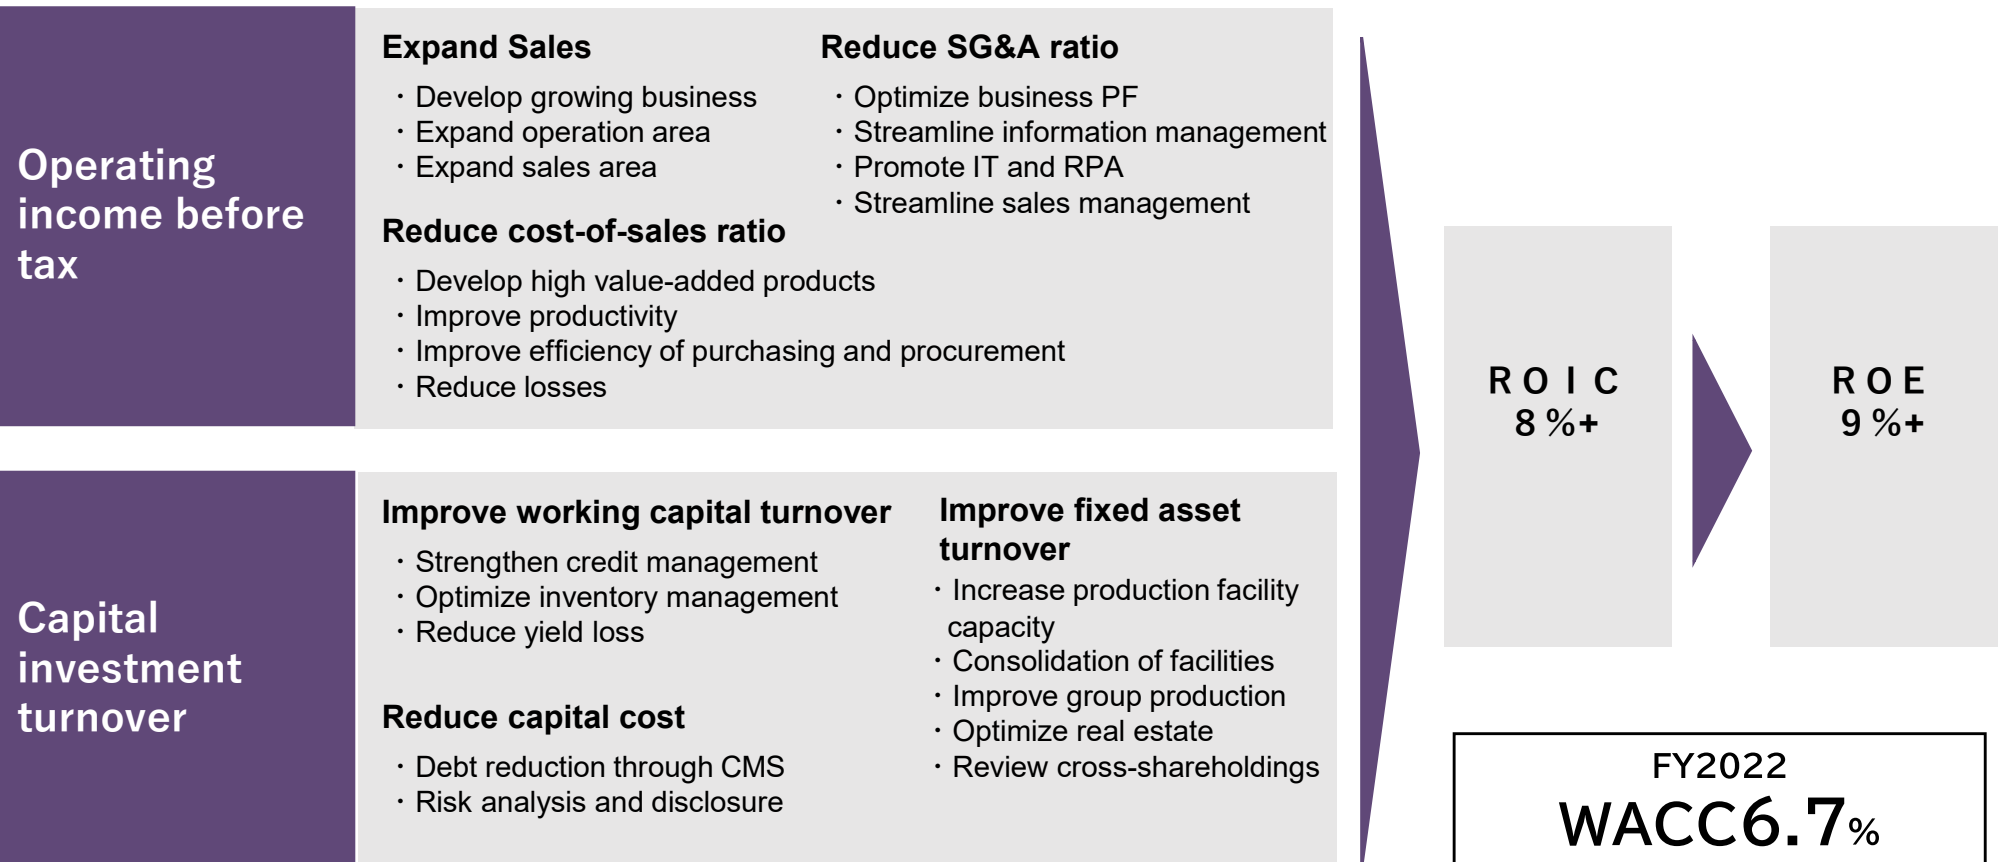 Operating
income before
tax
Expand Sales
・Develop growing business
・Expand operation area
・Expand sales area
Reduce SG&A ratio
・Optimize business PF
・Streamline information management
・Promote IT and RPA
・Streamline sales management
Reduce cost-of-sales ratio
・Develop high value-added products
・Improve productivity
・Improve efficiency of purchasing and procurement
・Reduce losses
Capital
investment
turnover
Improve working capital turnover
・Strengthen credit management
・Optimize inventory management
・Reduce yield loss
Reduce capital cost
・Debt reduction through CMS
・Risk analysis and disclosure
Improve fixed asset
turnover
・Increase production facility
capacity
・Consolidation of facilities
・Improve group production
・Optimize real estate
・Review cross-shareholdings
ROIC
8%+
ROE
9%+
FY2022
WACC6.7%